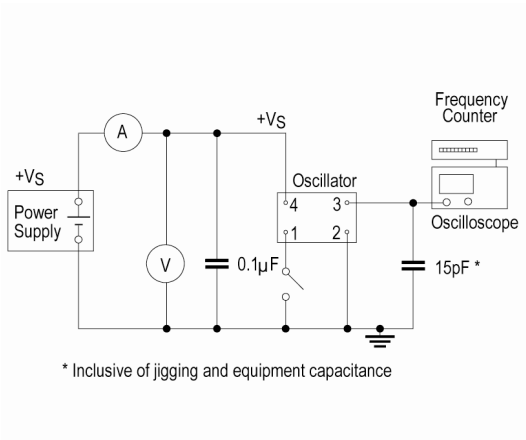 Frequency
Counter
+VS
A
+VS
Oscillator
Power
Supply
4
3
Oscilloscope
1
2
V
0.1µF
15pF *
* Inclusive of jigging and equipment capacitance